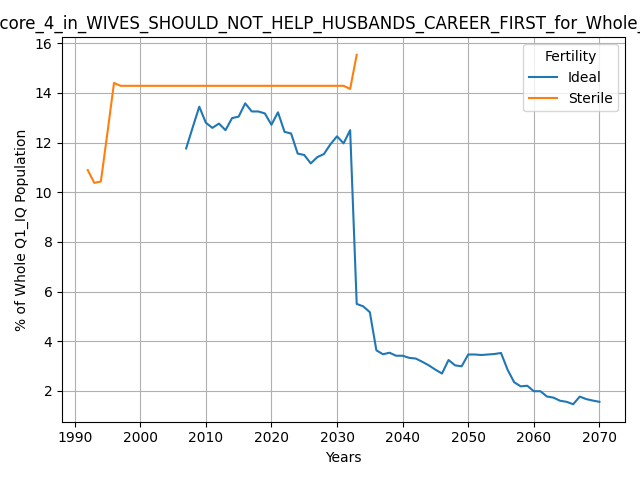 core_4_in_WIVES_SHOULD_NOT_HELP_HUSBANDS_CAREER_FIRST_for_Whole_
16
14
12
10
8
6
4
2
% of Whole Q1_IQ Population
Fertility
Ideal
Sterile
1990 2000 2010 2020 2030 2040 2050 2060 2070
Years